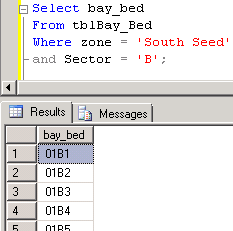 Select bay_bed
From tblBay_Bed
Where zone = 'South Seed'
and Sector = 'B';
Results Messages
bay_bed
1 01B1
2 01B2
3 01B3
4 01B4
5 01B5